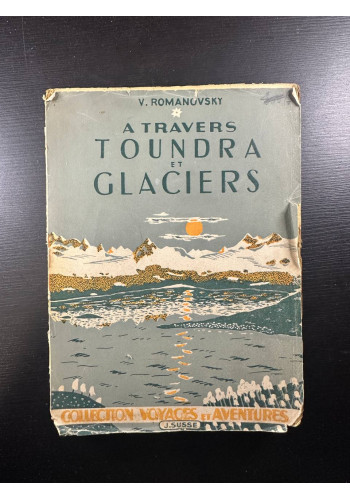 V. ROMANOVSKY
A TRAVERS
TOUNDRA
ET
GLACIERS
COLLECTION VOYAGES ET AVENTURES
J. SUSSE